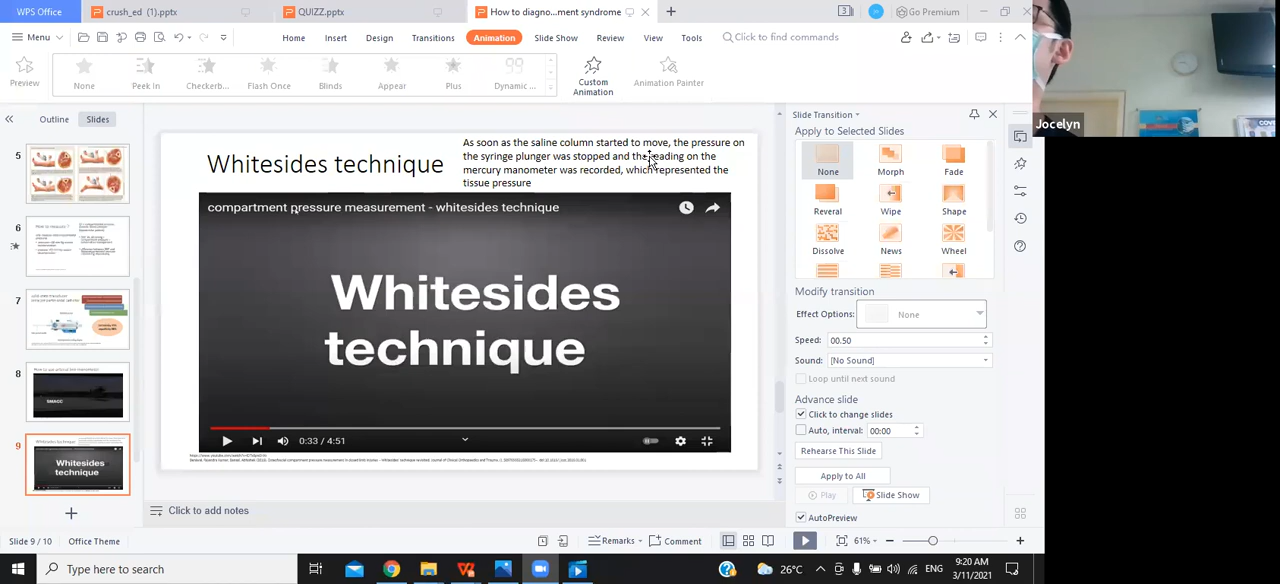 WPS Office
crush_ed (1).pptx
QUIZZ.pptx
How to diagno...ment syndrome
Go Premium
Menu
Home
Insert
Design
Transitions
Animation
Slide Show
Review
View
Tools
Click to find commands
Preview
None
Peek In
Checkerb...
Flash Once
Blinds
Appear
Plus
Dynamic ...
Custom
Animation
Animation Painter
Outline
Slides
5
6
7
8
SMACC
9
Whitesides
technique
Whitesides technique
As soon as the saline column started to move, the pressure on
the syringe plunger was stopped and the reading on the
mercury manometer was recorded, which represented the
tissue pressure
compartment pressure measurement - whitesides technique
Whitesides
technique
0:33 / 4:51
Click to add notes
Slide Transition
Apply to Selected Slides
None
Morph
Fade
Reveral
Wipe
Shape
Dissolve
News
Wheel
Modify transition
Effect Options:
None
Speed:
00.50
Sound:
[No Sound]
Loop until next sound
Advance slide
Click to change slides
Auto, interval:
00:00
Rehearse This Slide
Apply to All
Play
Slide Show
AutoPreview
Jocelyn
Slide 9 / 10
Office Theme
Remarks
Comment
61%
Type here to search
26°C
ENG
9:20 AM
3/11/2021